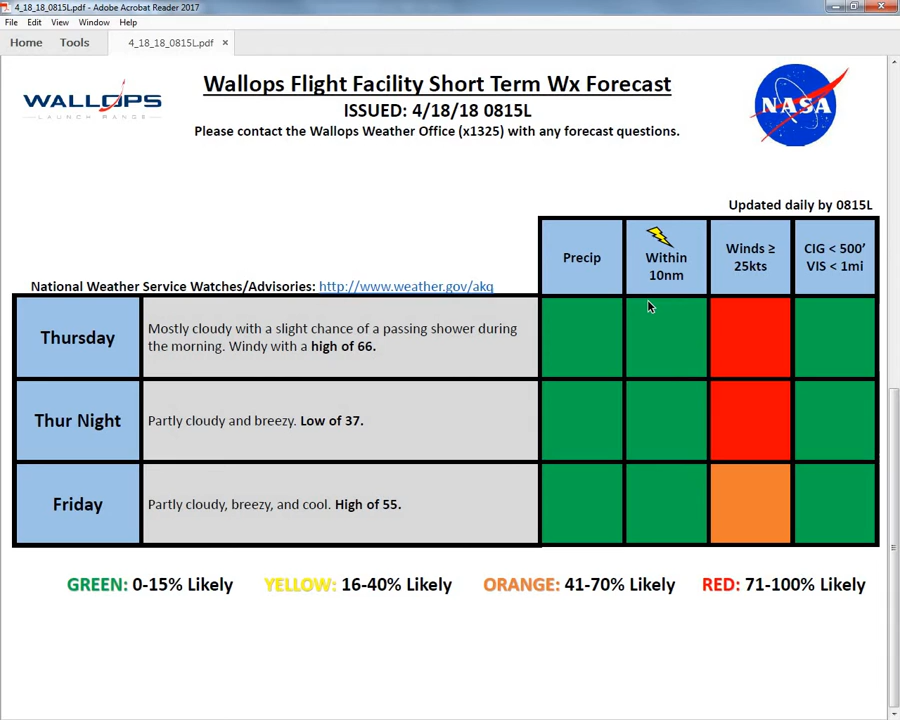 4_18_18_0815L.pdf - Adobe Acrobat Reader 2017
File Edit View Window Help
Home Tools 4_18_18_0815L.pdf ×
WALLOPS
LAUNCH RANGE
Wallops Flight Facility Short Term Wx Forecast
ISSUED: 4/18/18 0815L
Please contact the Wallops Weather Office (x1325) with any forecast questions.
NASA
Updated daily by 0815L
Precip
Within
10nm
Winds ≥
25kts
CIG < 500’
VIS < 1mi
National Weather Service Watches/Advisories: http://www.weather.gov/akq
Thursday
Mostly cloudy with a slight chance of a passing shower during
the morning. Windy with a high of 66.
Thur Night
Partly cloudy and breezy. Low of 37.
Friday
Partly cloudy, breezy, and cool. High of 55.
GREEN: 0-15% Likely YELLOW: 16-40% Likely ORANGE: 41-70% Likely RED: 71-100% Likely